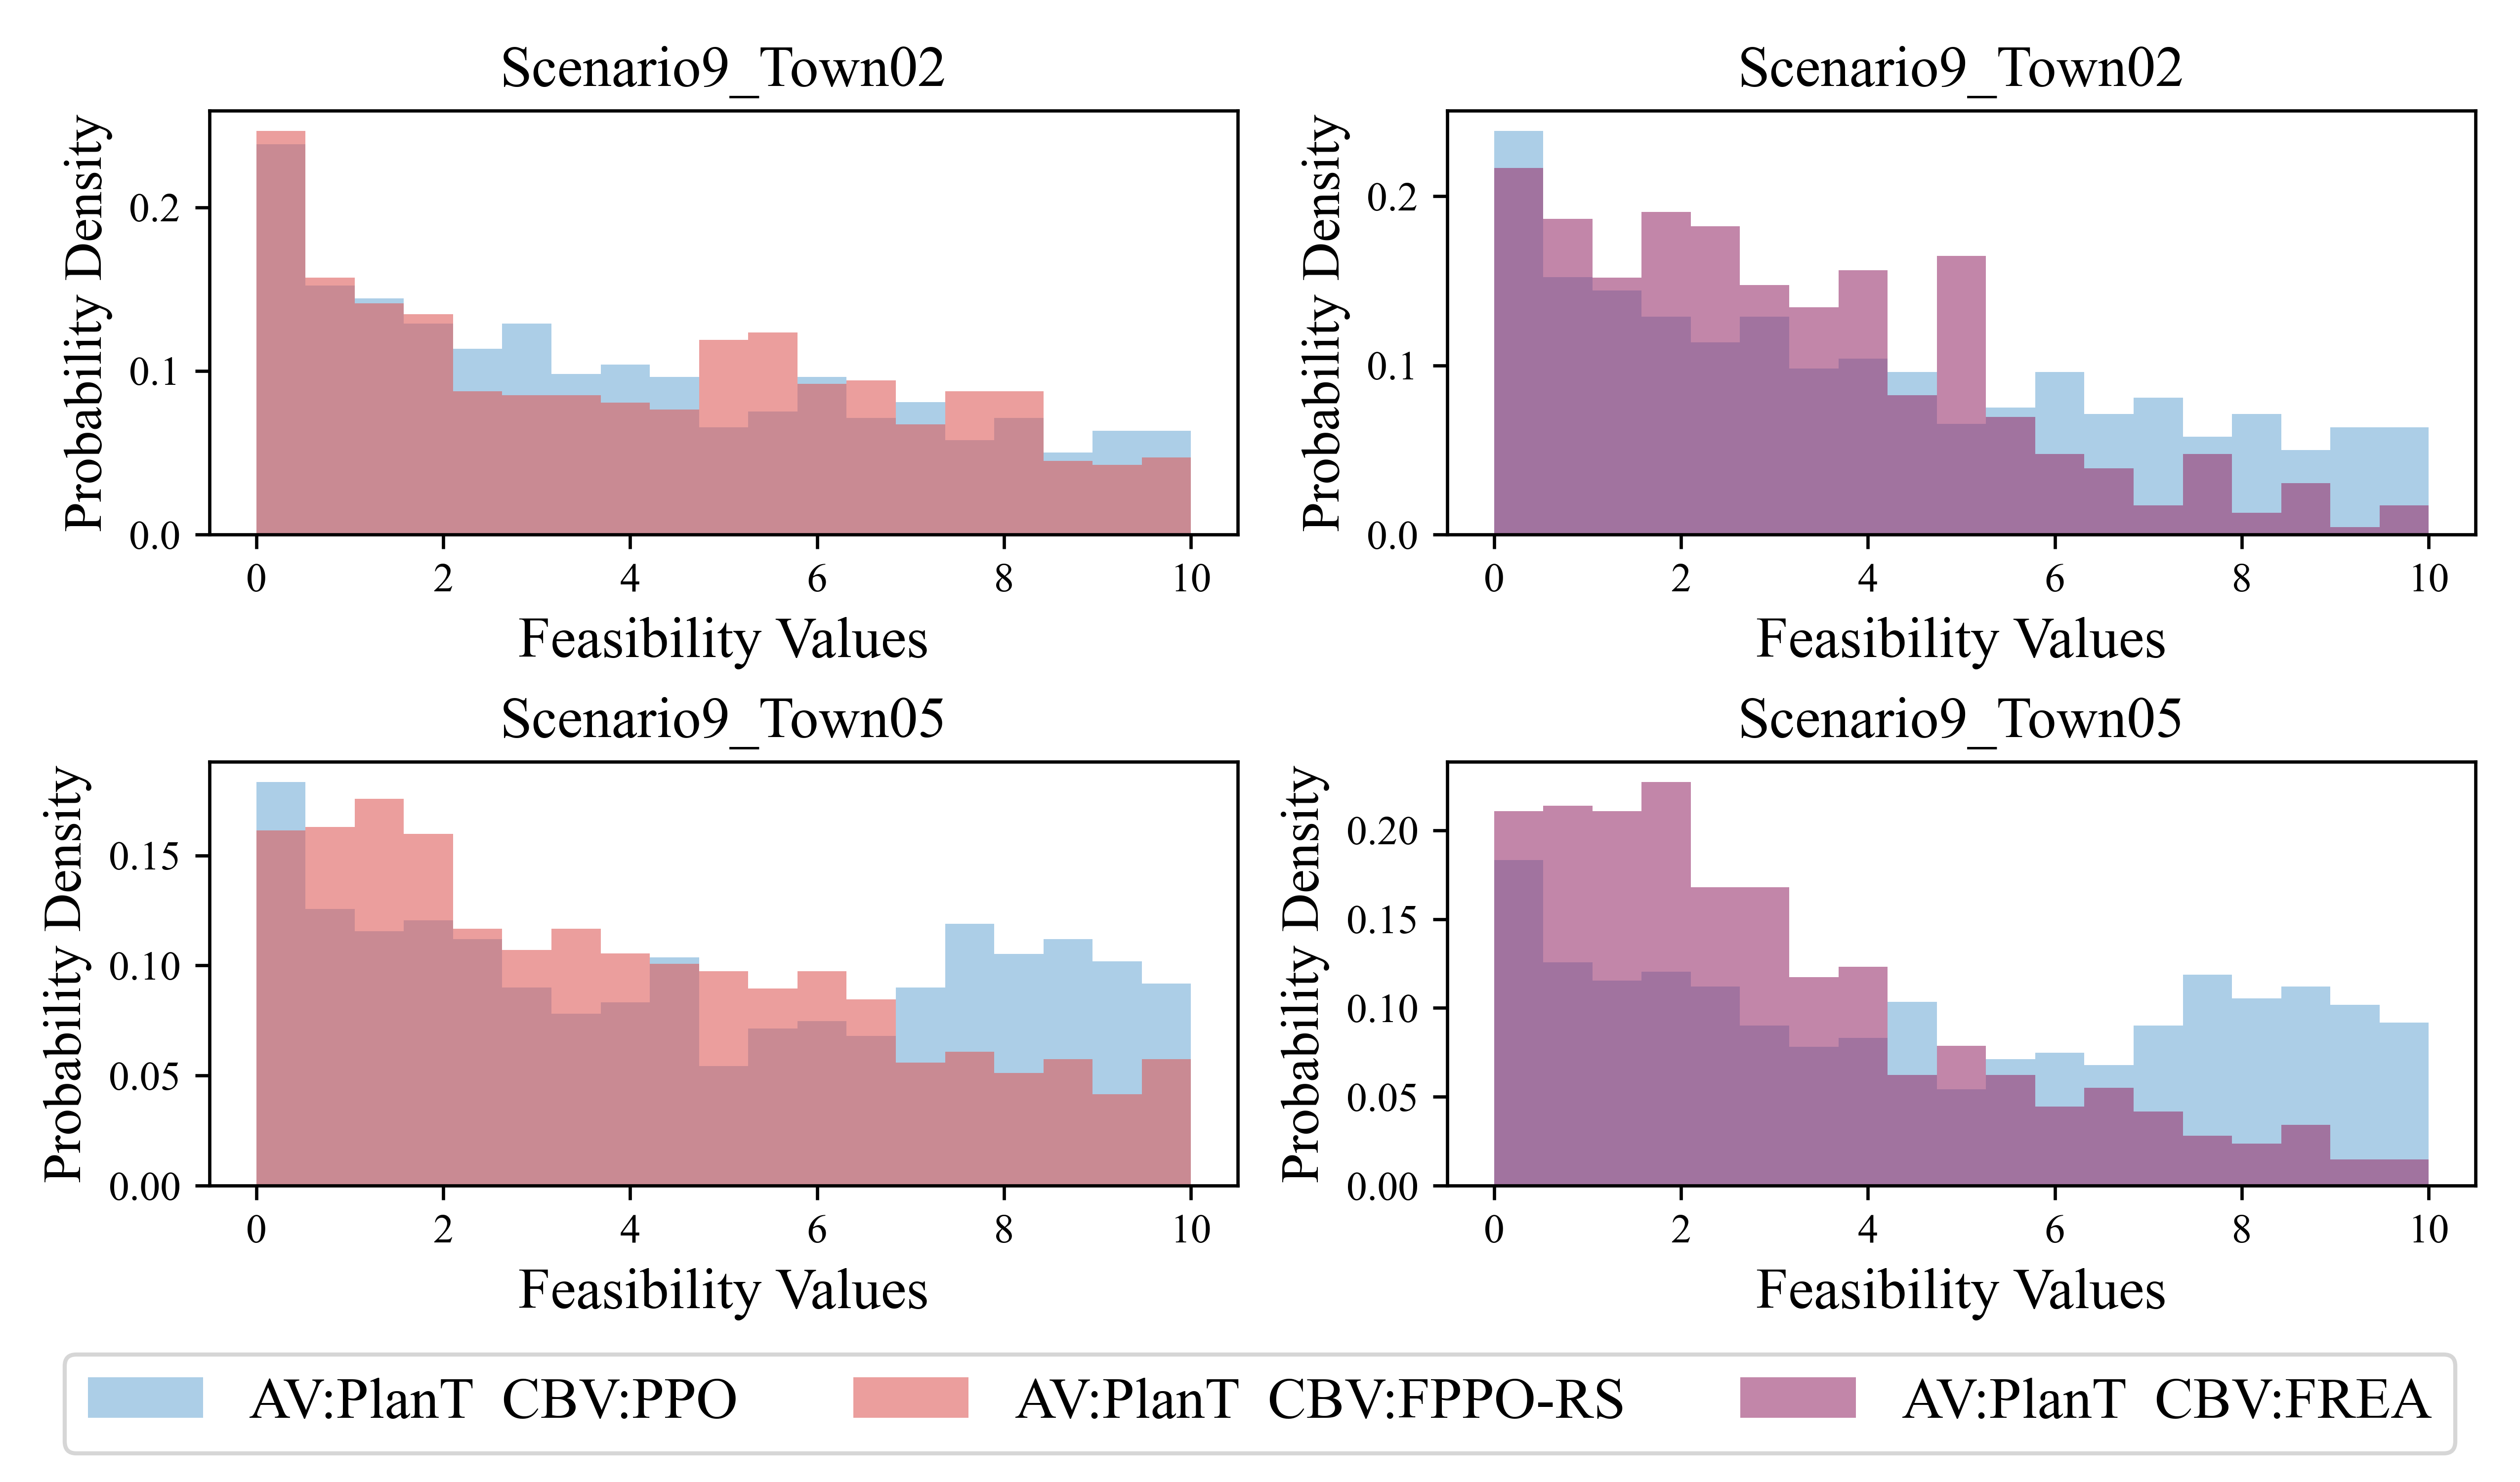 Scenario9_Town02
Probability Density
0.2
0.1
0.0
0 2 4 6 8 10
Feasibility Values
Scenario9_Town02
Probability Density
0.2
0.1
0.0
0 2 4 6 8 10
Feasibility Values
Scenario9_Town05
Probability Density
0.15
0.10
0.05
0.00
0 2 4 6 8 10
Feasibility Values
Scenario9_Town05
Probability Density
0.20
0.15
0.10
0.05
0.00
0 2 4 6 8 10
Feasibility Values
AV:PlanT CBV:PPO
AV:PlanT CBV:FPPO-RS
AV:PlanT CBV:FREA